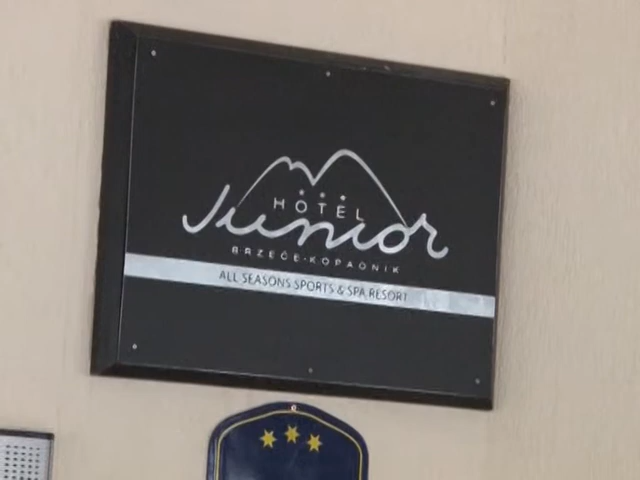 HOTEL
Junior
BRZEĆE·KOPAONIK
ALL SEASONS SPORTS & SPA RESORT